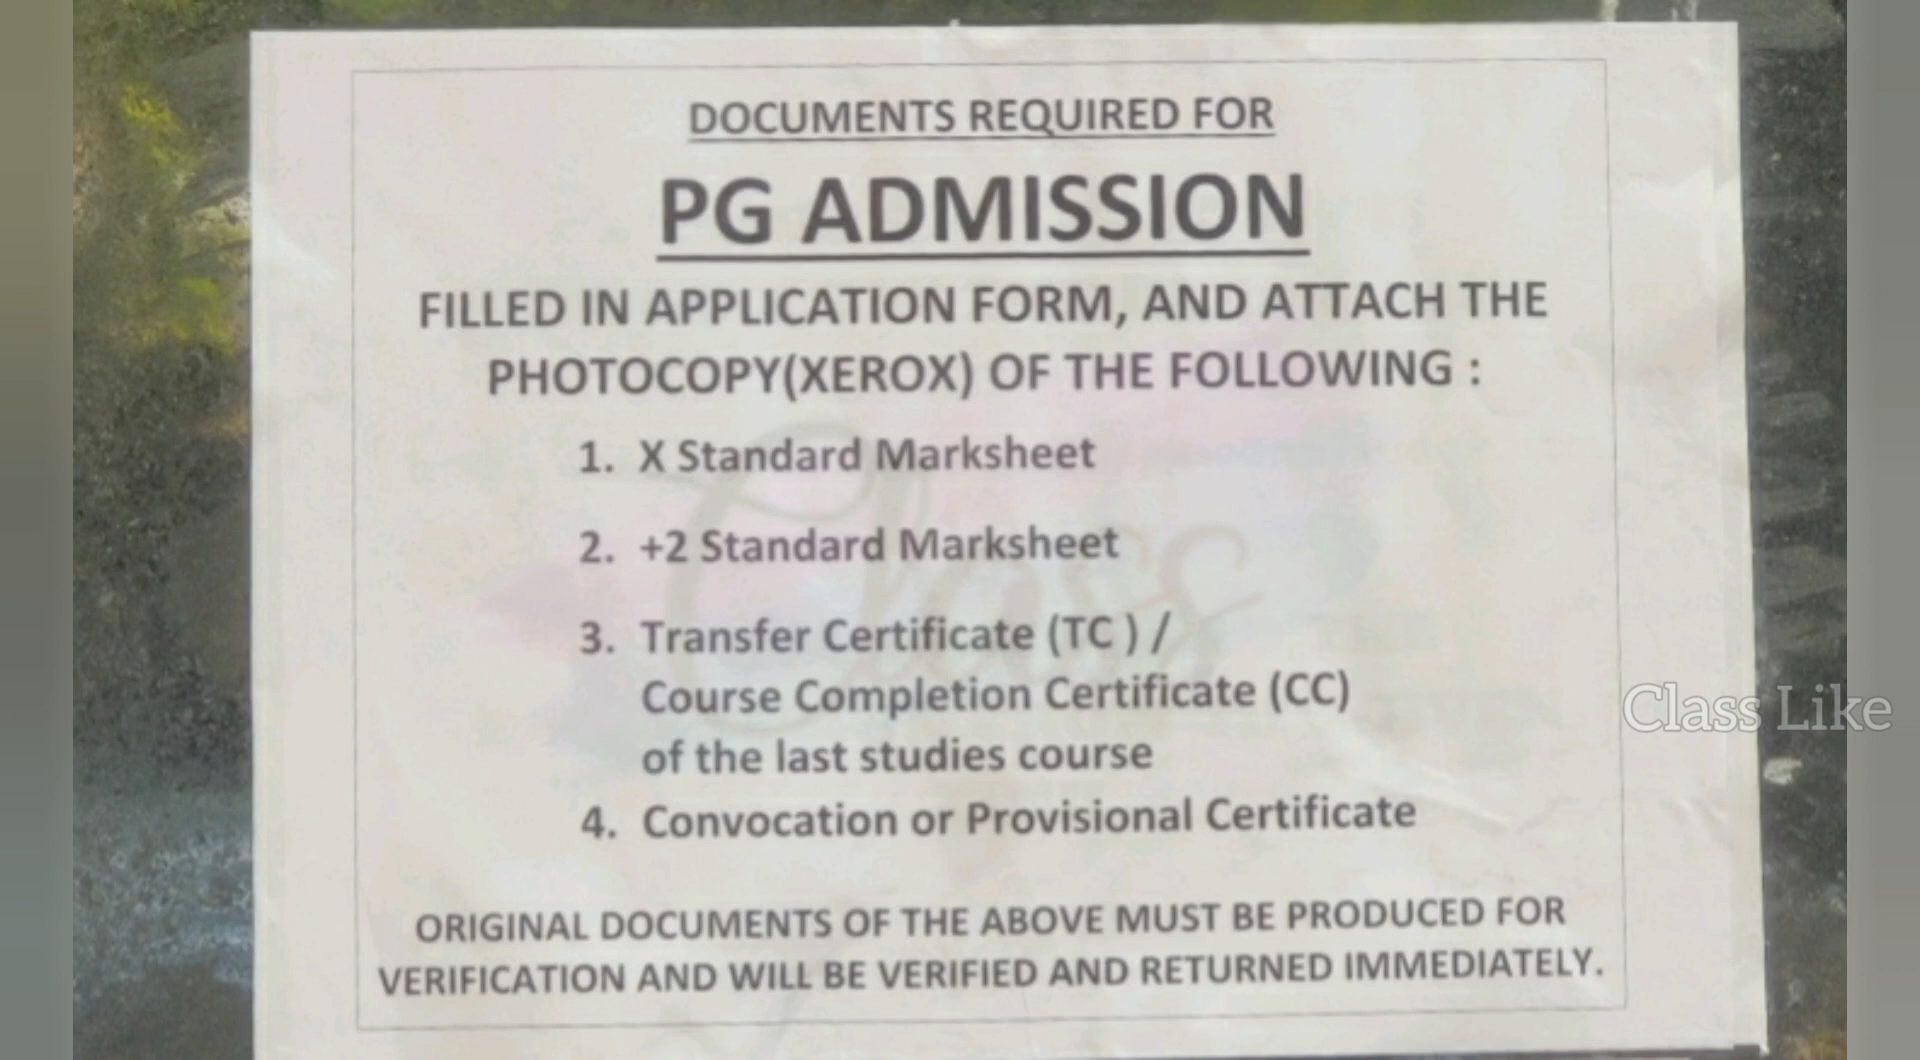 DOCUMENTS REQUIRED FOR
PG ADMISSION
FILLED IN APPLICATION FORM, AND ATTACH THE
PHOTOCOPY(XEROX) OF THE FOLLOWING :
1. X Standard Marksheet
2. +2 Standard Marksheet
3. Transfer Certificate (TC ) /
Course Completion Certificate (CC)
of the last studies course
4. Convocation or Provisional Certificate
ORIGINAL DOCUMENTS OF THE ABOVE MUST BE PRODUCED FOR
VERIFICATION AND WILL BE VERIFIED AND RETURNED IMMEDIATELY.
Class Like
Class